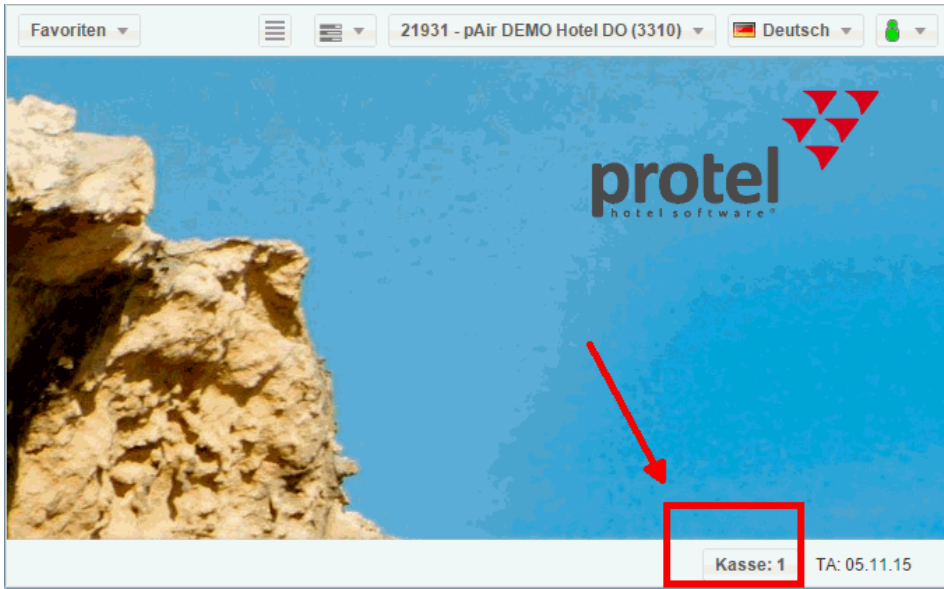 Favoriten
21931 - pAir DEMO Hotel DO (3310)
Deutsch
protel
hotel software®
Kasse: 1
TA: 05.11.15